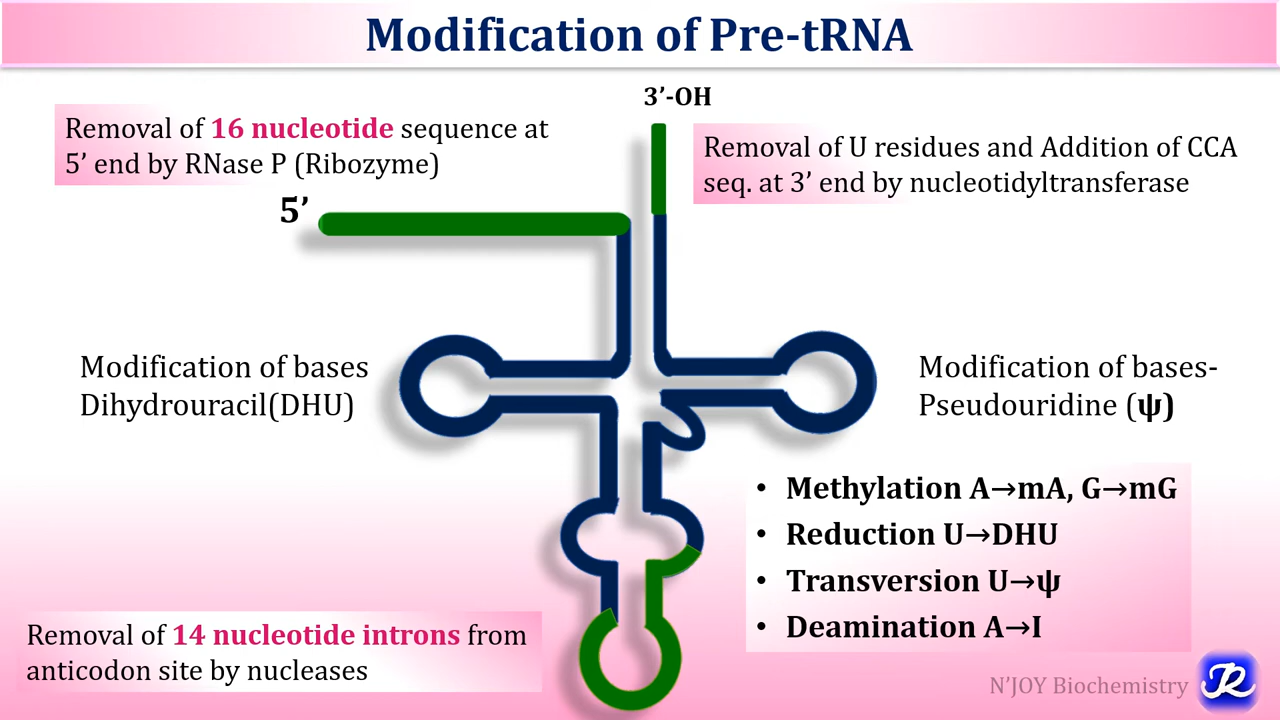 Modification of Pre-tRNA
3’-OH
Removal of 16 nucleotide sequence at
5’ end by RNase P (Ribozyme)
Removal of U residues and Addition of CCA
seq. at 3’ end by nucleotidyltransferase
5’
Modification of bases
Dihydrouracil(DHU)
Modification of bases-
Pseudouridine (ψ)
• Methylation A→mA, G→mG
• Reduction U→DHU
• Transversion U→ψ
• Deamination A→I
Removal of 14 nucleotide introns from
anticodon site by nucleases
N’JOY Biochemistry